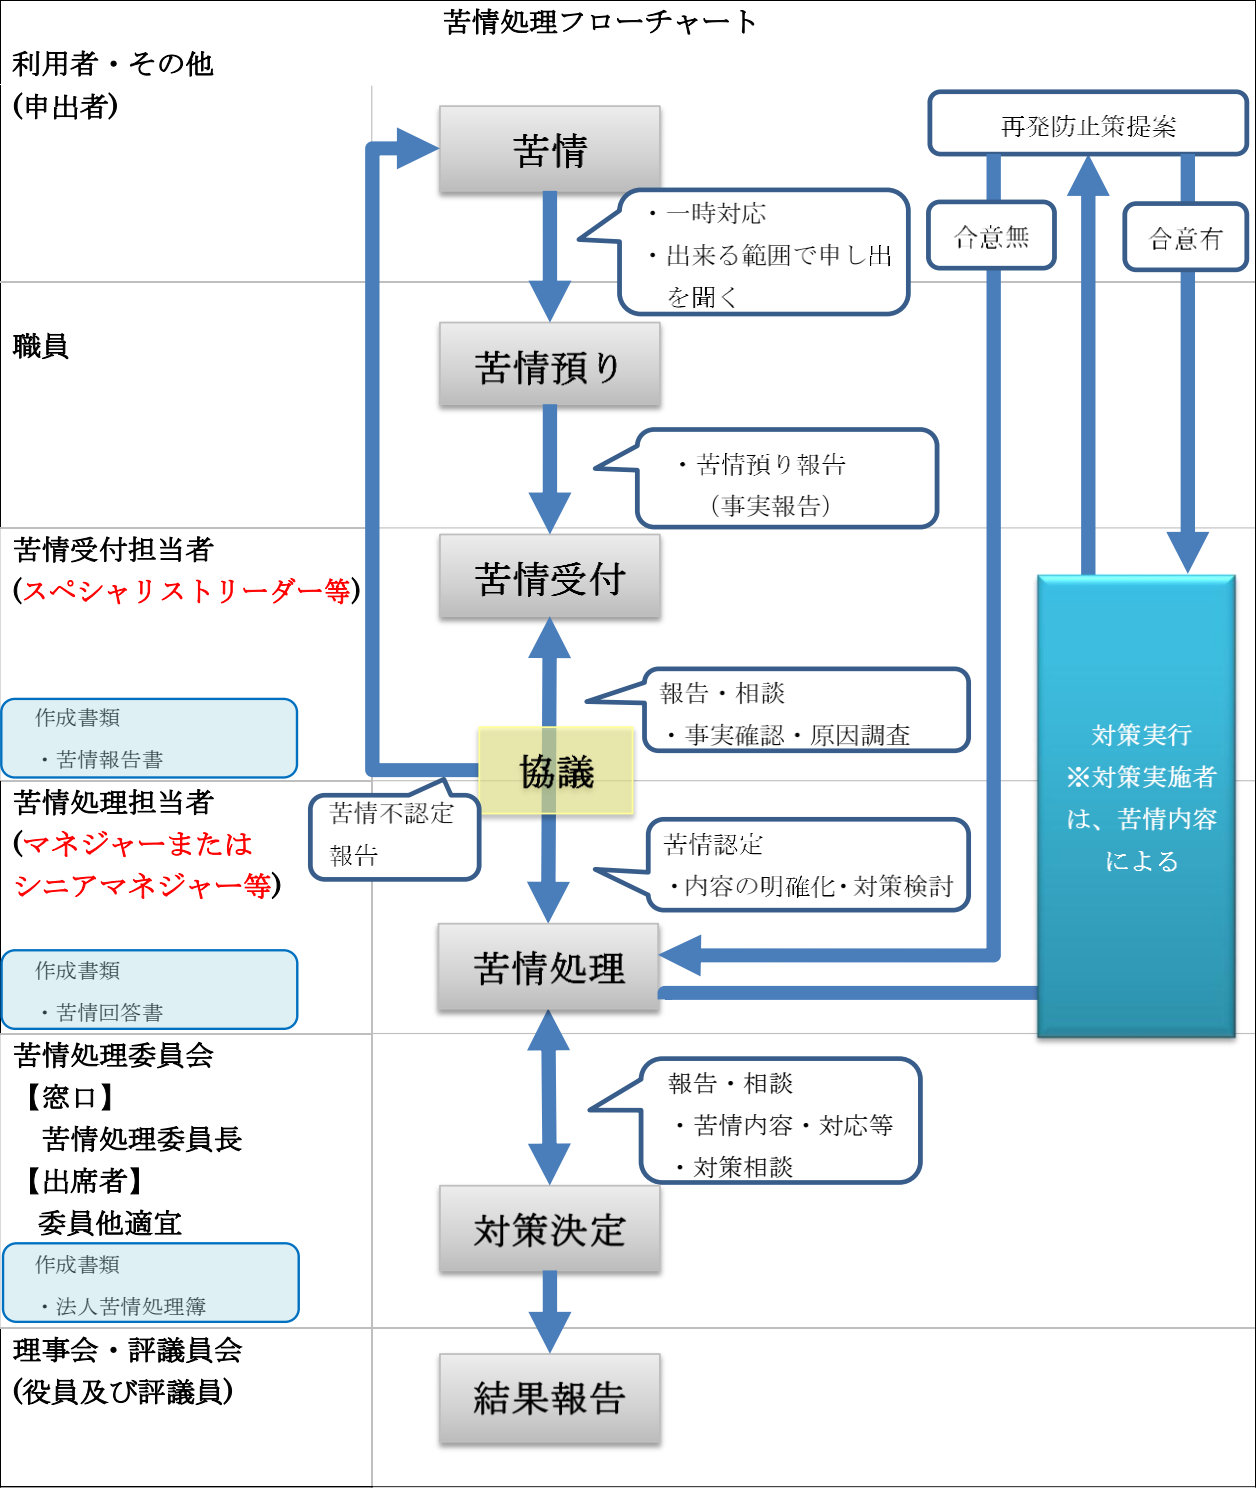 苦情処理フローチャート
利用者・その他
(申出者)
苦情
・一時対応
・出来る範囲で申し出
を聞く
再発防止策提案
合意無
合意有
職員
苦情預り
・苦情預り報告
（事実報告）
苦情受付担当者
(スペシャリストリーダー等)
苦情受付
作成書類
・苦情報告書
報告・相談
・事実確認・原因調査
協議
対策実行
※対策実施者
は、苦情内容
による
苦情処理担当者
(マネジャーまたは
シニアマネジャー等)
苦情不認定
報告
苦情認定
・内容の明確化・対策検討
苦情処理
作成書類
・苦情回答書
苦情処理委員会
【窓口】
苦情処理委員長
【出席者】
委員他適宜
報告・相談
・苦情内容・対応等
・対策相談
対策決定
作成書類
・法人苦情処理簿
理事会・評議員会
(役員及び評議員)
結果報告